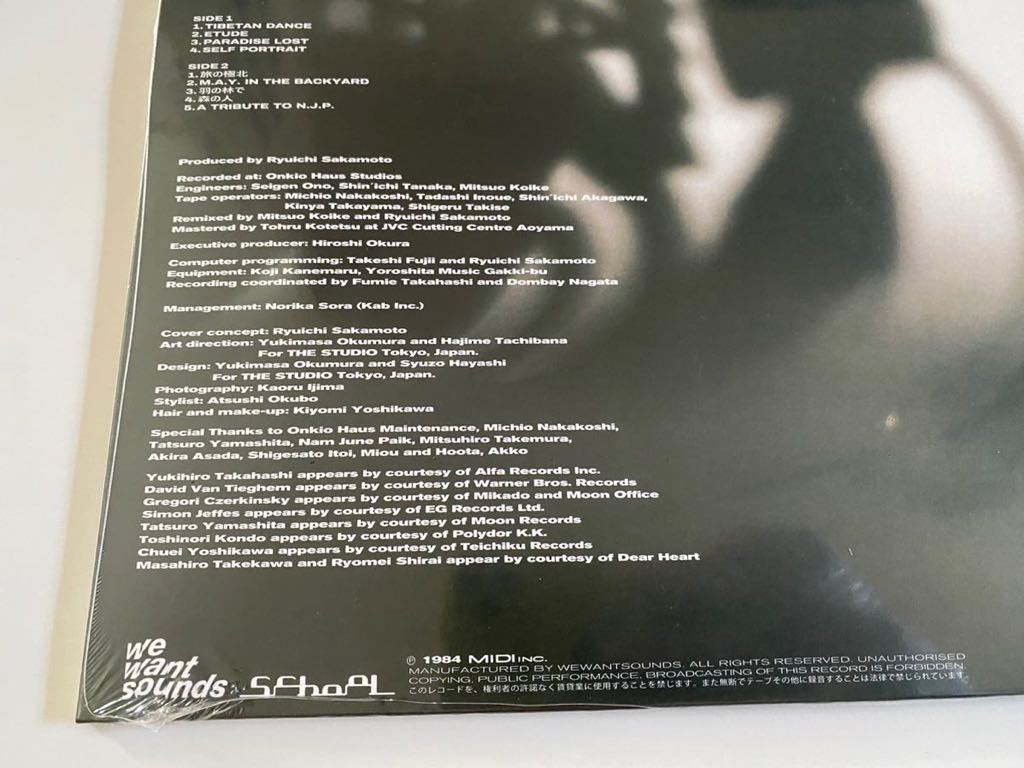 SIDE 1
1. TIBETAN DANCE
2. ETUDE
3. PARADISE LOST
4. SELF PORTRAIT
SIDE 2
1. 旅の極北
2. M.A.Y. IN THE BACKYARD
3. 羽の林で
4. 森の人
5. A TRIBUTE TO N.J.P.
Produced by Ryuichi Sakamoto
Recorded at: Onkio Haus Studios
Engineers: Seigen Ono, Shin'ichi Tanaka, Mitsuo Koike
Tape operators: Michio Nakakoshi, Tadashi Inoue, Shin'ichi Akagawa,
Kinya Takayama, Shigeru Takise
Remixed by Mitsuo Koike and Ryuichi Sakamoto
Mastered by Tohru Kotetsu at JVC Cutting Centre Aoyama
Executive producer: Hiroshi Okura
Computer programming: Takeshi Fujii and Ryuichi Sakamoto
Equipment: Koji Kanemaru, Yoroshita Music Gakki-bu
Recording coordinated by Fumie Takahashi and Dombay Nagata
Management: Norika Sora (Kab Inc.)
Cover concept: Ryuichi Sakamoto
Art direction: Yukimasa Okumura and Hajime Tachibana
For THE STUDIO Tokyo, Japan.
Design: Yukimasa Okumura and Syuzo Hayashi
For THE STUDIO Tokyo, Japan.
Photography: Kaoru Ijima
Stylist: Atsushi Okubo
Hair and make-up: Kiyomi Yoshikawa
Special Thanks to Onkio Haus Maintenance, Michio Nakakoshi,
Tatsuro Yamashita, Nam June Paik, Mitsuhiro Takemura,
Akira Asada, Shigesato Itoi, Miou and Hoota, Akko
Yukihiro Takahashi appears by courtesy of Alfa Records Inc.
David Van Tieghem appears by courtesy of Warner Bros. Records
Gregori Czerkinsky appears by courtesy of Mikado and Moon Office
Simon Jeffes appears by courtesy of EG Records Ltd.
Tatsuro Yamashita appears by courtesy of Moon Records
Toshinori Kondo appears by courtesy of Polydor K.K.
Chuei Yoshikawa appears by courtesy of Teichiku Records
Masahiro Takekawa and Ryomei Shirai appear by courtesy of Dear Heart
we
want
sounds
School
℗ 1984 MIDI INC.
MANUFACTURED BY WEWANTSOUNDS. ALL RIGHTS RESERVED. UNAUTHORISED
COPYING, PUBLIC PERFORMANCE, BROADCASTING OF THIS RECORD IS FORBIDDEN.
このレコードを、権利者の許諾なく賃貸業に使用することを禁じます。また無断でテープその他に録音することは法律で禁じられています。